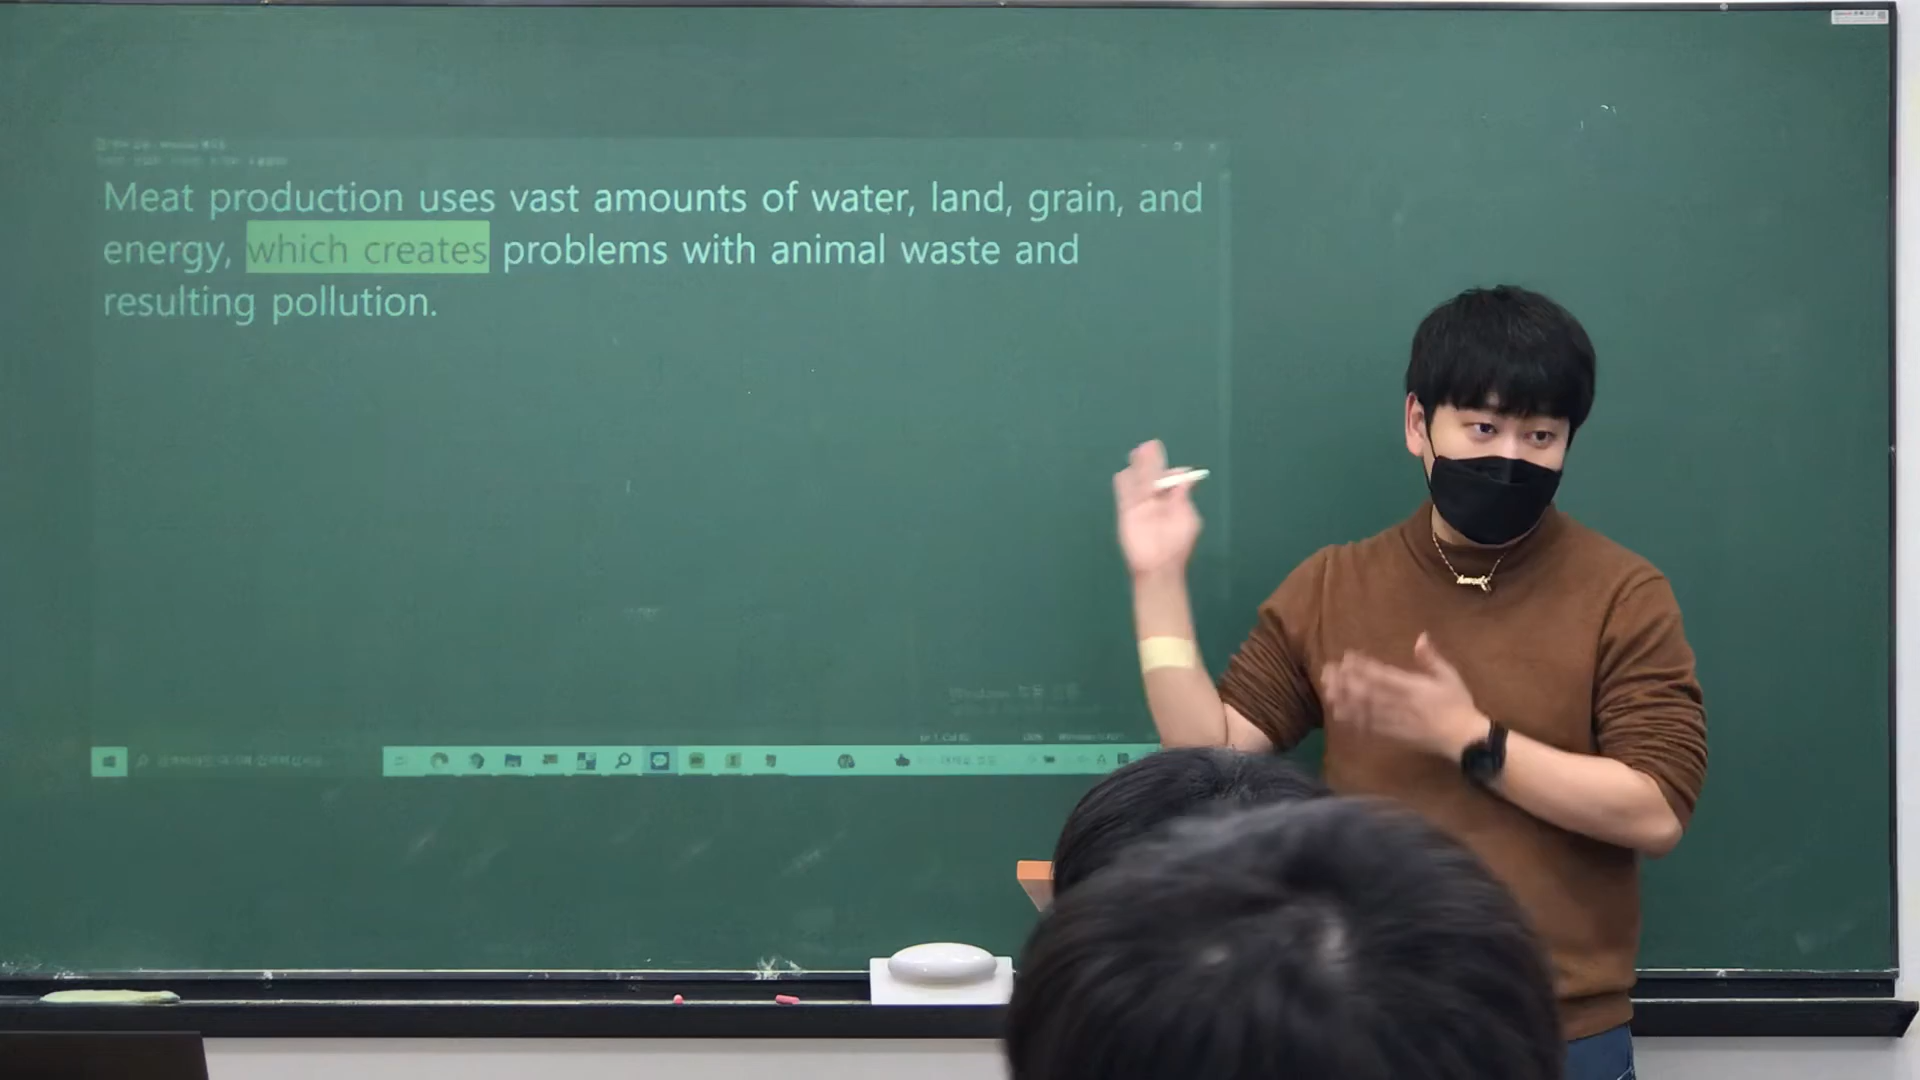 Meat production uses vast amounts of water, land, grain, and
energy, which creates problems with animal waste and
resulting pollution.